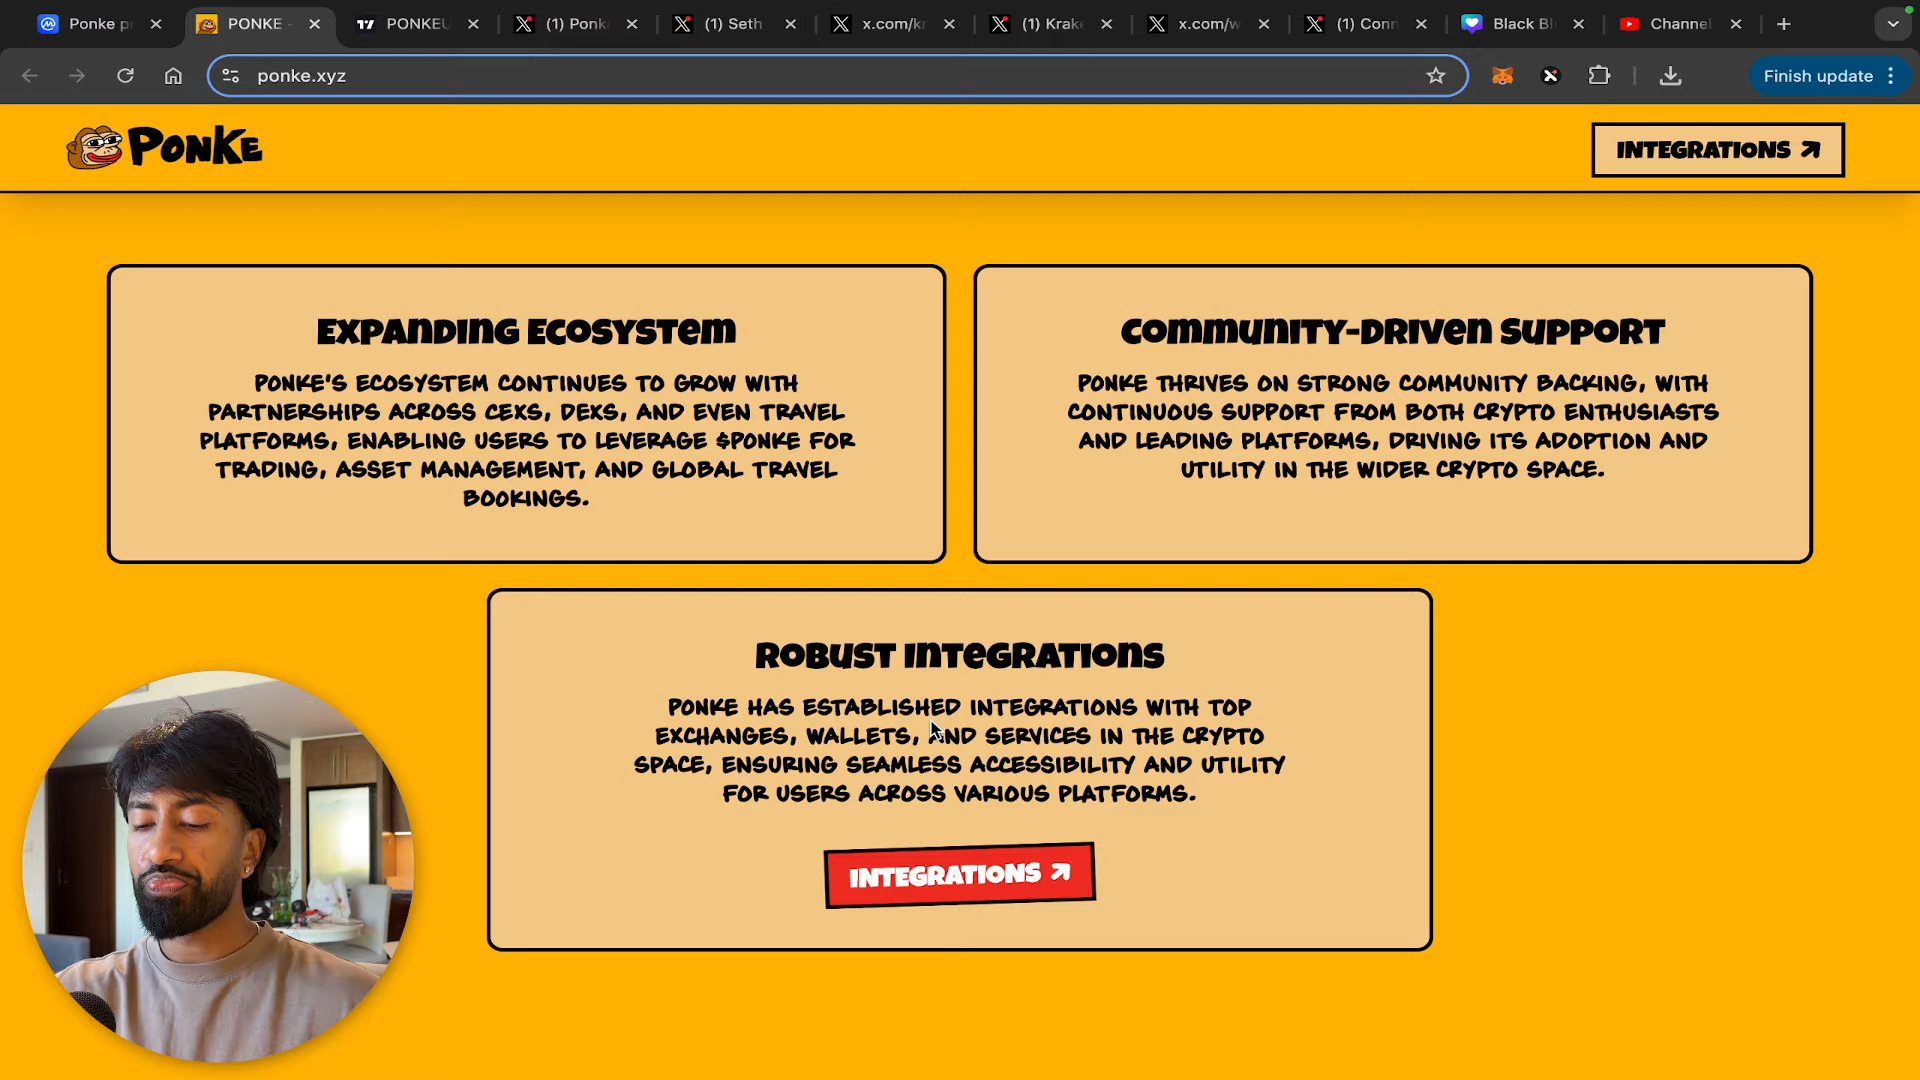 Ponke pr
PONKE -
PONKEU
(1) Ponk
(1) Seth
x.com/kr
(1) Krak
x.com/w
(1) Conn
Black Bl
Channel
ponke.xyz
Finish update
PONKE
INTEGRATIONS
EXPANDING ECOSYSTEM
PONKE'S ECOSYSTEM CONTINUES TO GROW WITH
PARTNERSHIPS ACROSS CEXS, DEXS, AND EVEN TRAVEL
PLATFORMS, ENABLING USERS TO LEVERAGE $PONKE FOR
TRADING, ASSET MANAGEMENT, AND GLOBAL TRAVEL
BOOKINGS.
COMMUNITY-DRIVEN SUPPORT
PONKE THRIVES ON STRONG COMMUNITY BACKING, WITH
CONTINUOUS SUPPORT FROM BOTH CRYPTO ENTHUSIASTS
AND LEADING PLATFORMS, DRIVING ITS ADOPTION AND
UTILITY IN THE WIDER CRYPTO SPACE.
ROBUST INTEGRATIONS
PONKE HAS ESTABLISHED INTEGRATIONS WITH TOP
EXCHANGES, WALLETS, AND SERVICES IN THE CRYPTO
SPACE, ENSURING SEAMLESS ACCESSIBILITY AND UTILITY
FOR USERS ACROSS VARIOUS PLATFORMS.
INTEGRATIONS